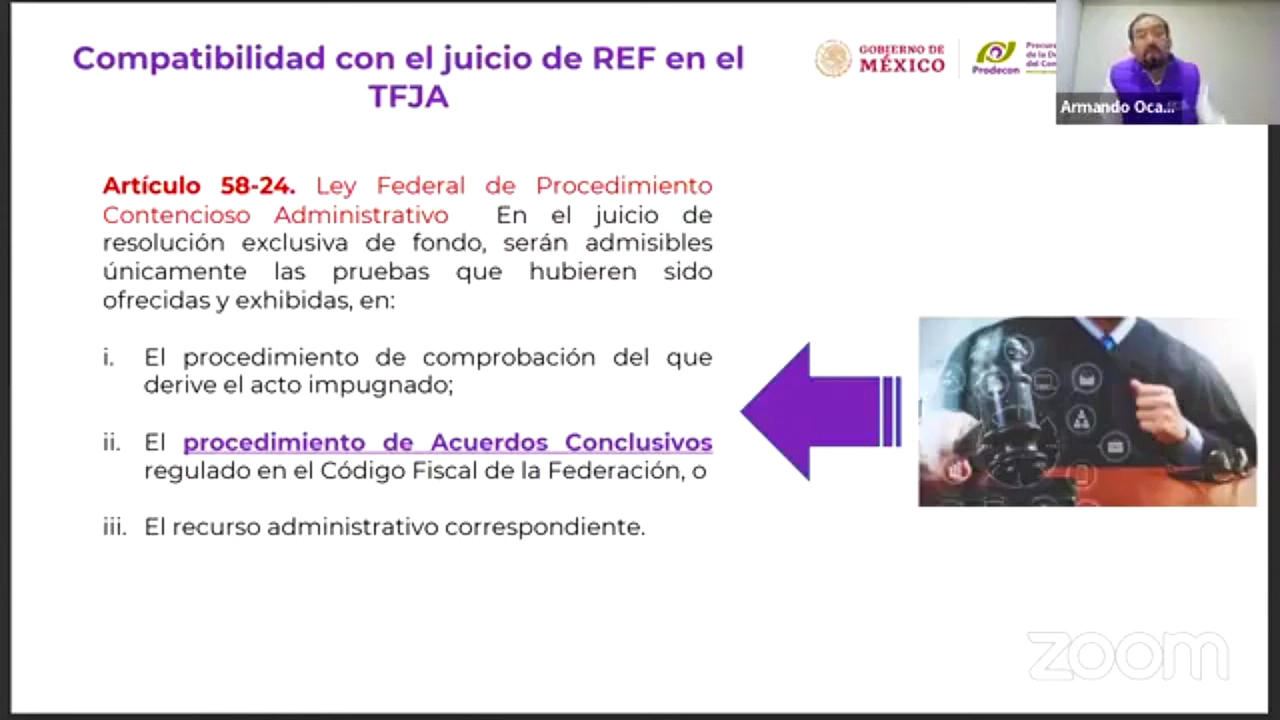 Compatibilidad con el juicio de REF en el
TFJA
GOBIERNO DE
MÉXICO
Prodecon
de la
Armando Oca...
Artículo 58-24. Ley Federal de Procedimiento
Contencioso Administrativo En el juicio de
resolución exclusiva de fondo, serán admisibles
únicamente las pruebas que hubieren sido
ofrecidas y exhibidas, en:
i. El procedimiento de comprobación del que
derive el acto impugnado;
ii. El procedimiento de Acuerdos Conclusivos
regulado en el Código Fiscal de la Federación, o
iii. El recurso administrativo correspondiente.
zoom